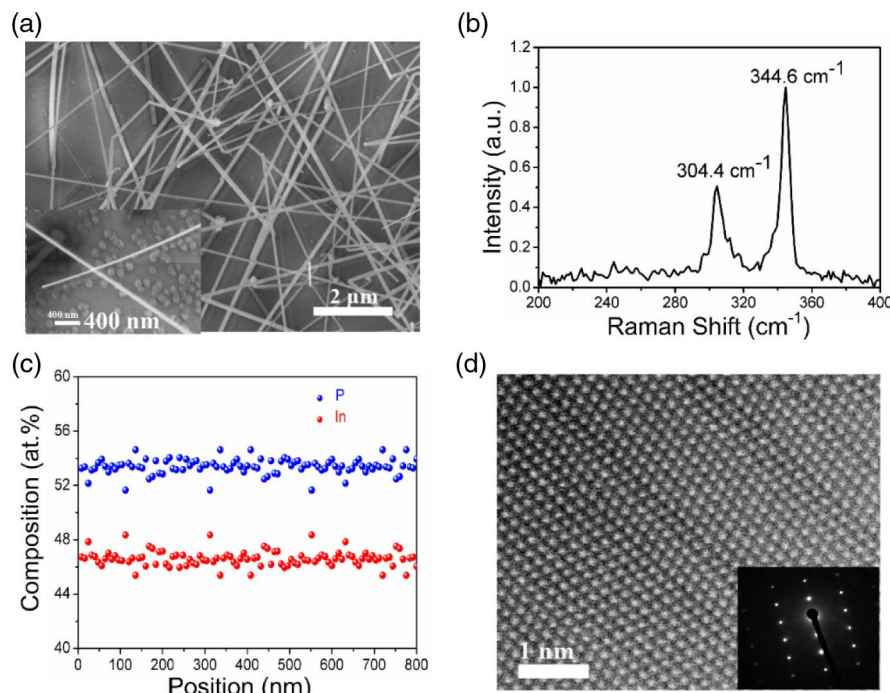 (a)
400 nm
400 nm
2 μm
(b)
1.2
1.0
0.8
0.6
0.4
0.2
0.0
Intensity (a.u.)
344.6 cm⁻¹
304.4 cm⁻¹
200 240 280 320 360 400
Raman Shift (cm⁻¹)
(c)
60
56
52
48
44
40
Composition (at.%)
P
In
0 100 200 300 400 500 600 700 800
Position (nm)
(d)
1 nm